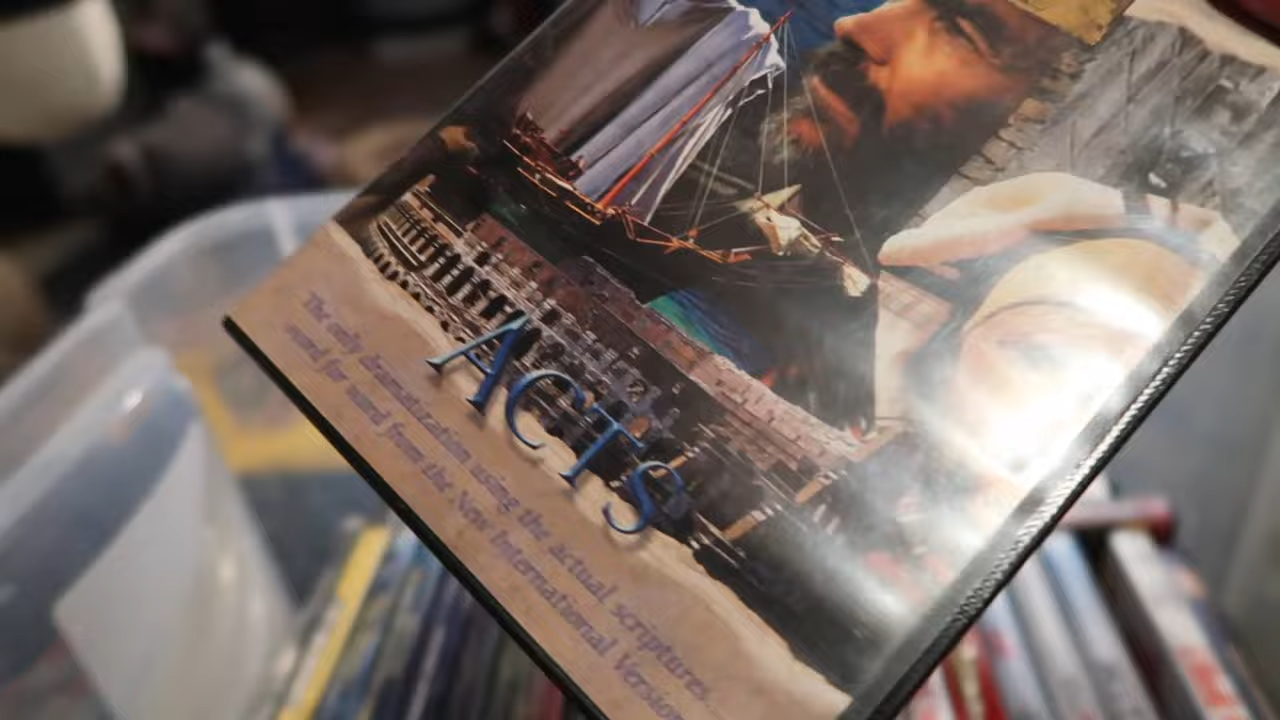 ACTS
The only dramatization using the actual scriptures...
word for word from the New International Version